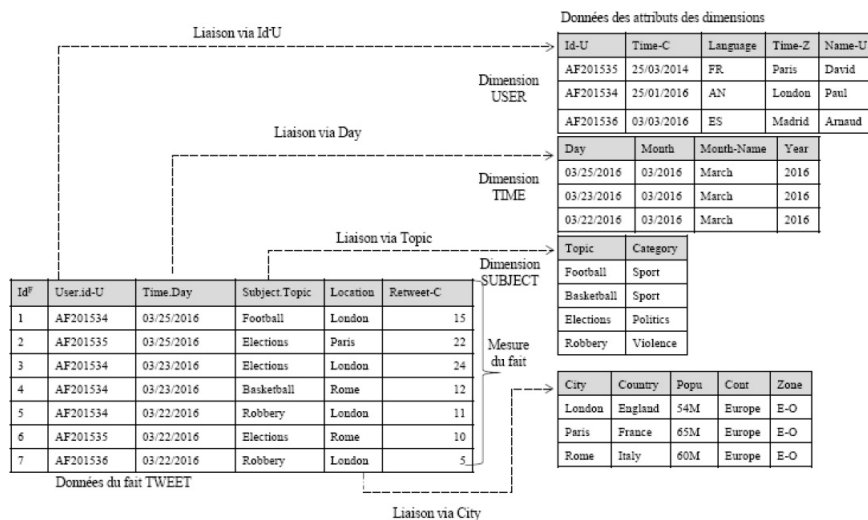 Données des attributs des dimensions
Liaison via Id-U
Id-U Time-C Language Time-Z Name-U
AF201535 25/03/2014 FR Paris David
AF201534 25/01/2016 AN London Paul
AF201536 03/03/2016 ES Madrid Arnaud
Dimension
USER
Liaison via Day
Day Month Month-Name Year
03/25/2016 03/2016 March 2016
03/23/2016 03/2016 March 2016
03/22/2016 03/2016 March 2016
Dimension
TIME
Liaison via Topic
Topic Category
Football Sport
Basketball Sport
Elections Politics
Robbery Violence
Dimension
SUBJECT
Idᶠ User.id-U Time.Day Subject.Topic Location Retweet-C
1 AF201534 03/25/2016 Football London 15
2 AF201535 03/25/2016 Elections Paris 22
3 AF201534 03/23/2016 Elections London 24
4 AF201534 03/23/2016 Basketball Rome 12
5 AF201534 03/22/2016 Robbery London 11
6 AF201535 03/22/2016 Elections Rome 10
7 AF201536 03/22/2016 Robbery London 5
Mesure
du fait
City Country Popu Cont Zone
London England 54M Europe E-O
Paris France 65M Europe E-O
Rome Italy 60M Europe E-O
Données du fait TWEET
Liaison via City